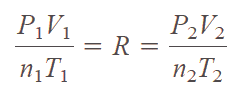 P₁V₁/n₁T₁ = R = P₂V₂/n₂T₂